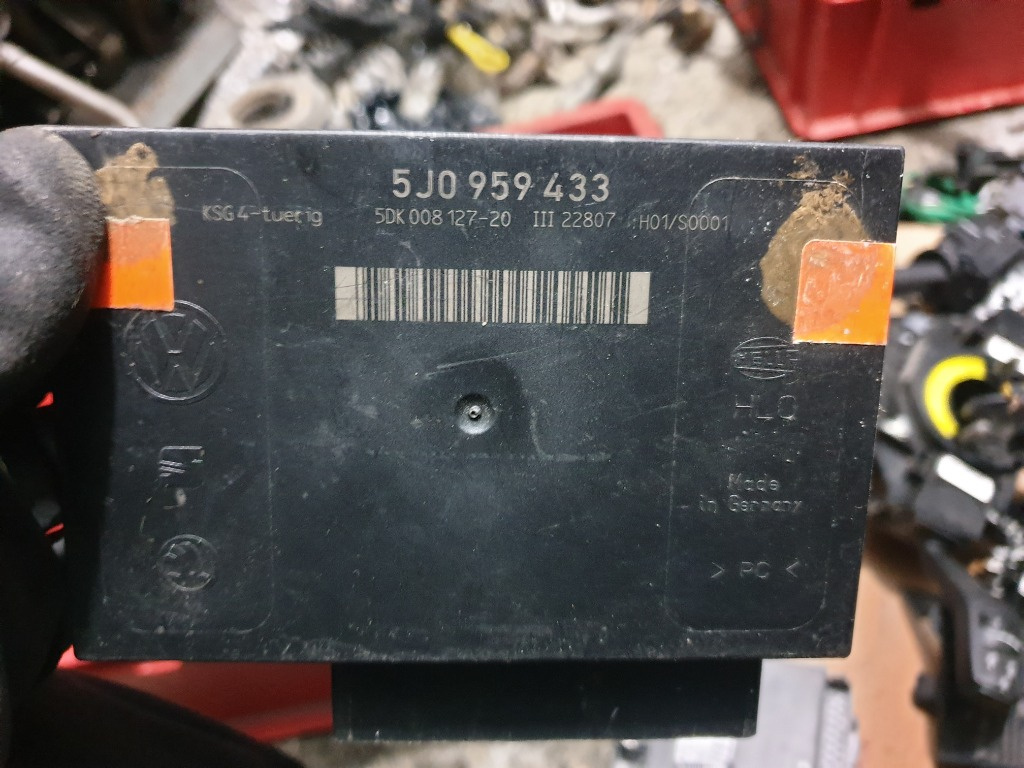 5J0 959 433
KSG 4-tuerig 5DK 008 127-20 III 22807 H01/S0001
HELLA
HLO
Made
in Germany
> PC <